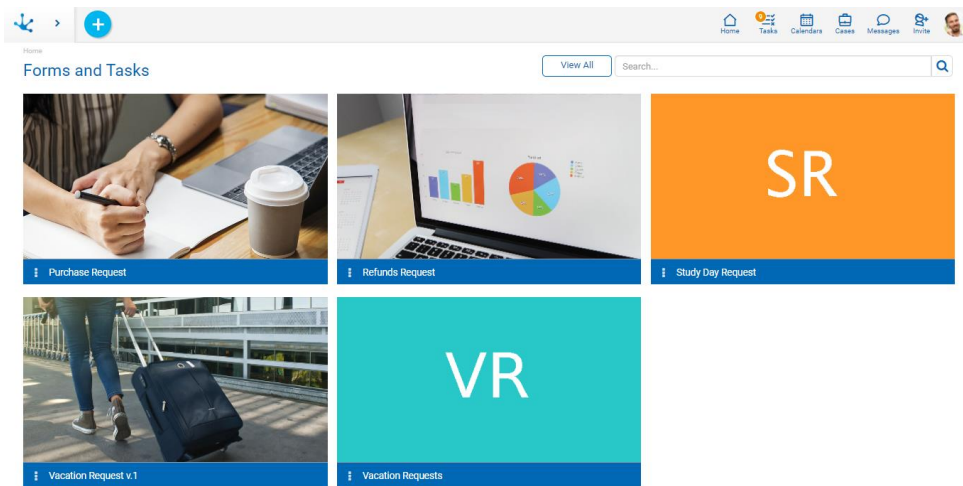 9
Home
Tasks
Calendars
Cases
Messages
Invite
Home
Forms and Tasks
View All
Search...
SR
Purchase Request
Refunds Request
Study Day Request
VR
Vacation Request v.1
Vacation Requests